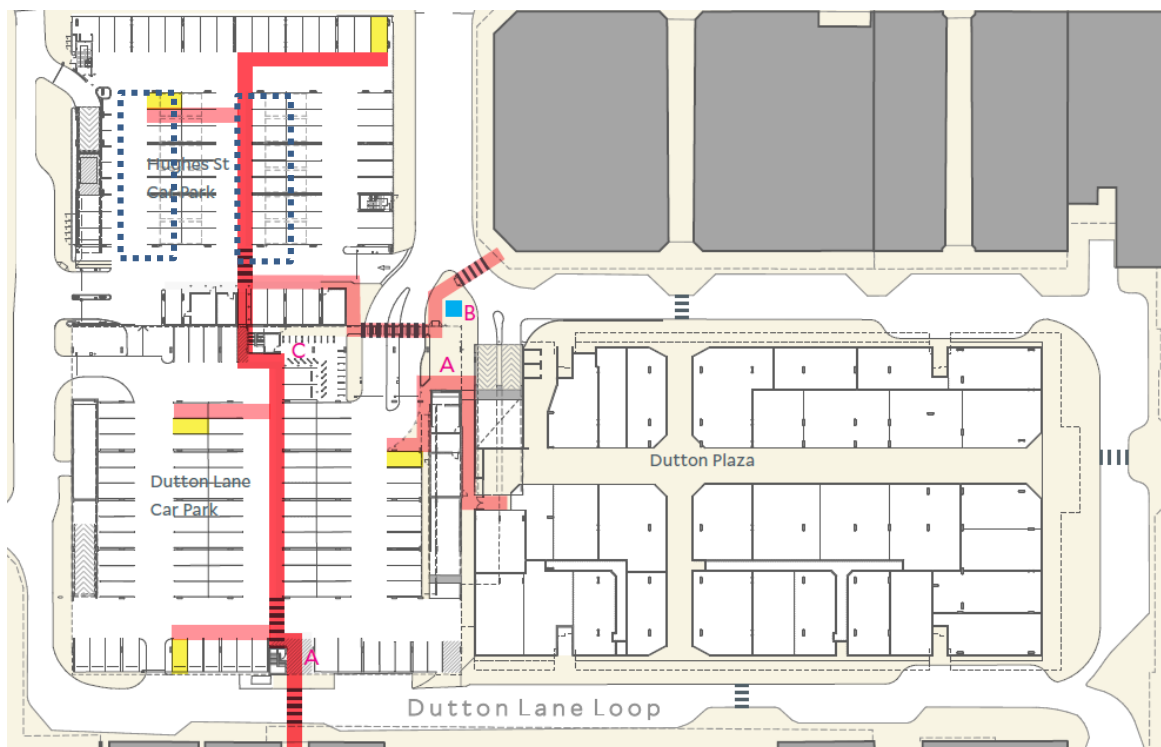 Hughes St
Car Park
B
C
A
Dutton Plaza
Dutton Lane
Car Park
A
Dutton Lane Loop